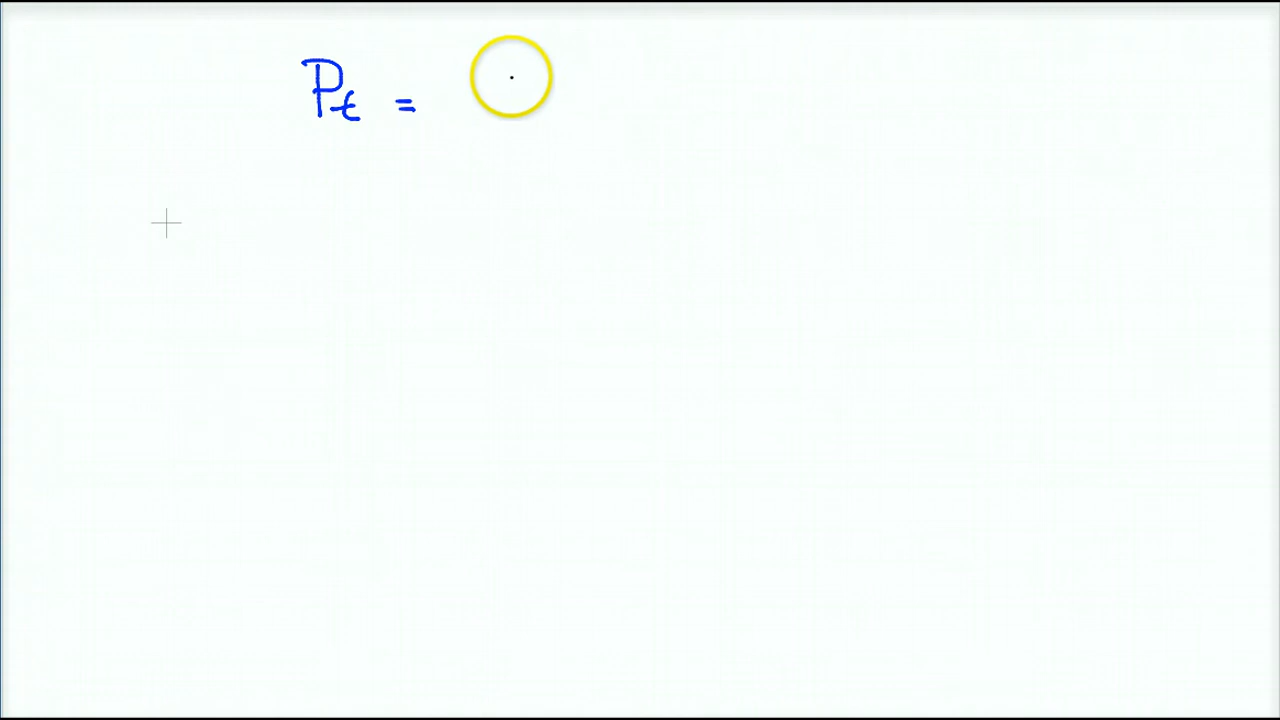 Pₜ =